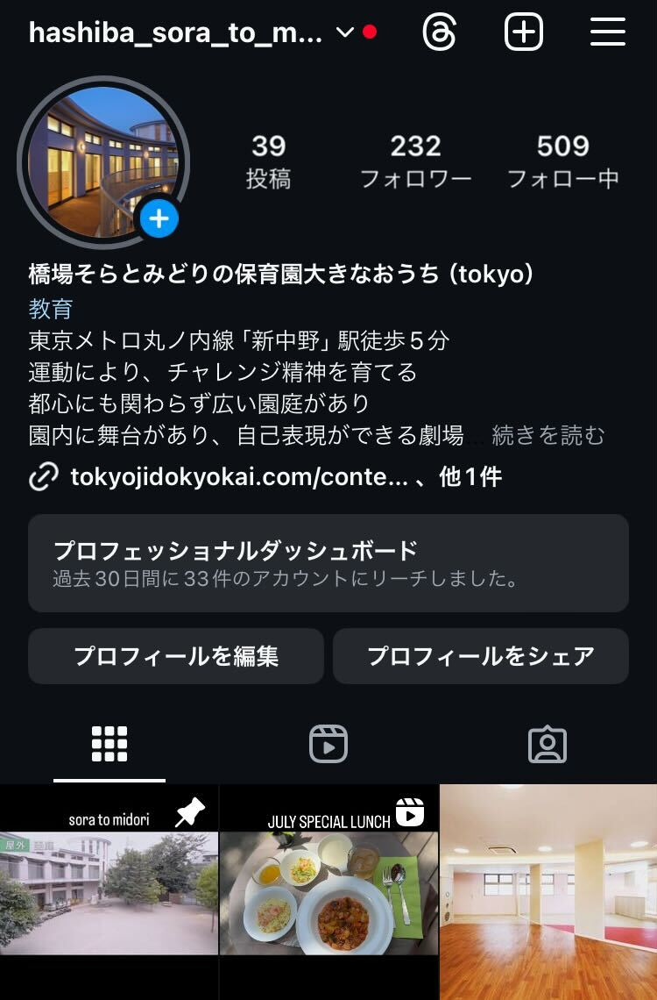 hashiba_sora_to_m...
39
投稿
232
フォロワー
509
フォロー中
橋場そらとみどりの保育園大きなおうち（tokyo）
教育
東京メトロ丸ノ内線「新中野」駅徒歩5分
運動により、チャレンジ精神を育てる
都心にも関わらず広い園庭があり
園内に舞台があり、自己表現ができる劇場... 続きを読む
tokyojidokyokai.com/conte... 、他1件
プロフェッショナルダッシュボード
過去30日間に33件のアカウントにリーチしました。
プロフィールを編集
プロフィールをシェア
sora to midori
JULY SPECIAL LUNCH
屋外